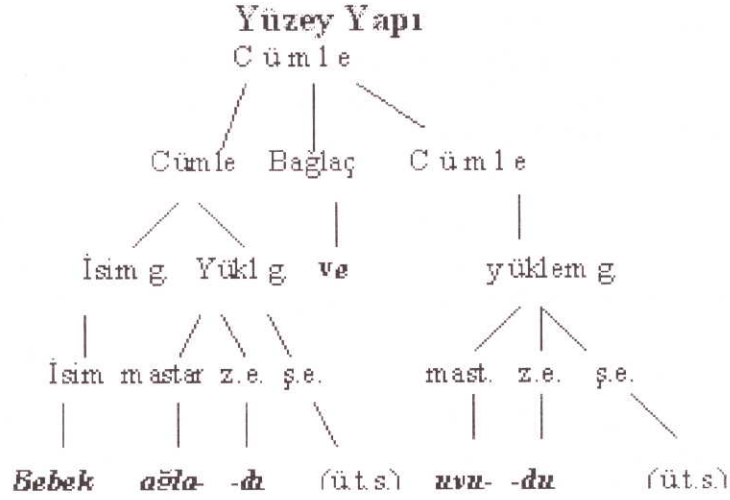 Yüzey Yapı
Cümle
Cümle Bağlaç Cümle
İsim g. Yükl g. ve yüklem g.
İsim mastar z.e. ş.e. mast. z.e. ş.e.
Bebek ağla- -dı (ü.t.s.) uyu- -du (ü.t.s.)